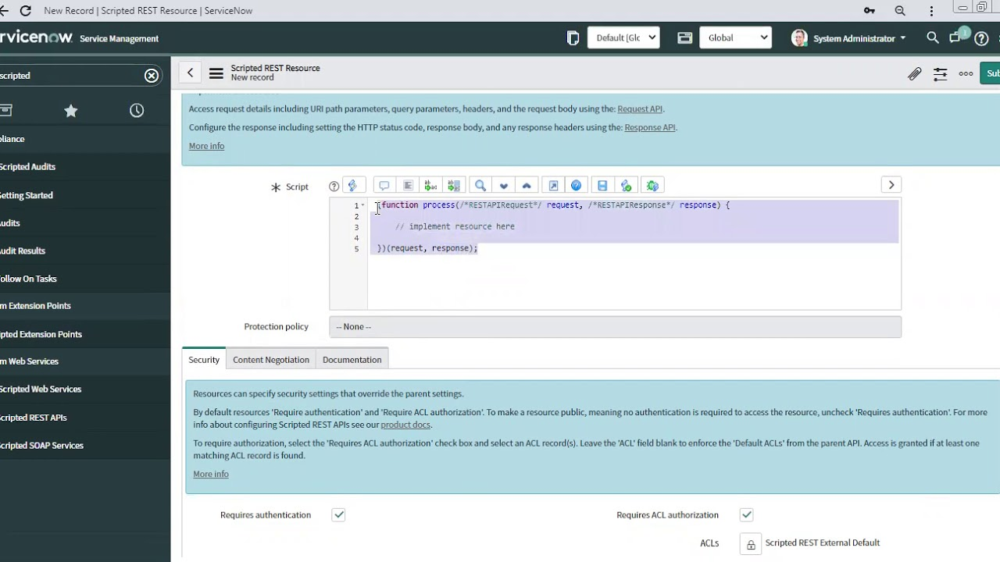 New Record | Scripted REST Resource | ServiceNow
rvicenow Service Management
Default [Glc
Global
System Administrator
1
scripted
Scripted REST Resource
New record
Sub
Access request details including URI path parameters, query parameters, headers, and the request body using the: Request API.
Configure the response including setting the HTTP status code, response body, and any response headers using the: Response API.
More info
pliance
Scripted Audits
Getting Started
Audits
Audit Results
Follow On Tasks
m Extension Points
ipted Extension Points
m Web Services
Scripted Web Services
Scripted REST APIs
Scripted SOAP Services
Script
1 (function process(/*RESTAPIRequest*/ request, /*RESTAPIResponse*/ response) {
2
3 // implement resource here
4
5 })(request, response);
Protection policy
-- None --
Security
Content Negotiation
Documentation
Resources can specify security settings that override the parent settings.
By default resources 'Require authentication' and 'Require ACL authorization'. To make a resource public, meaning no authentication is required to access the resource, uncheck 'Requires authentication'. For more
info about configuring Scripted REST APIs see our product docs.
To require authorization, select the 'Requires ACL authorization' check box and select an ACL record(s). Leave the 'ACL' field blank to enforce the 'Default ACLs' from the parent API. Access is granted if at least one
matching ACL record is found.
More info
Requires authentication
Requires ACL authorization
ACLs
Scripted REST External Default